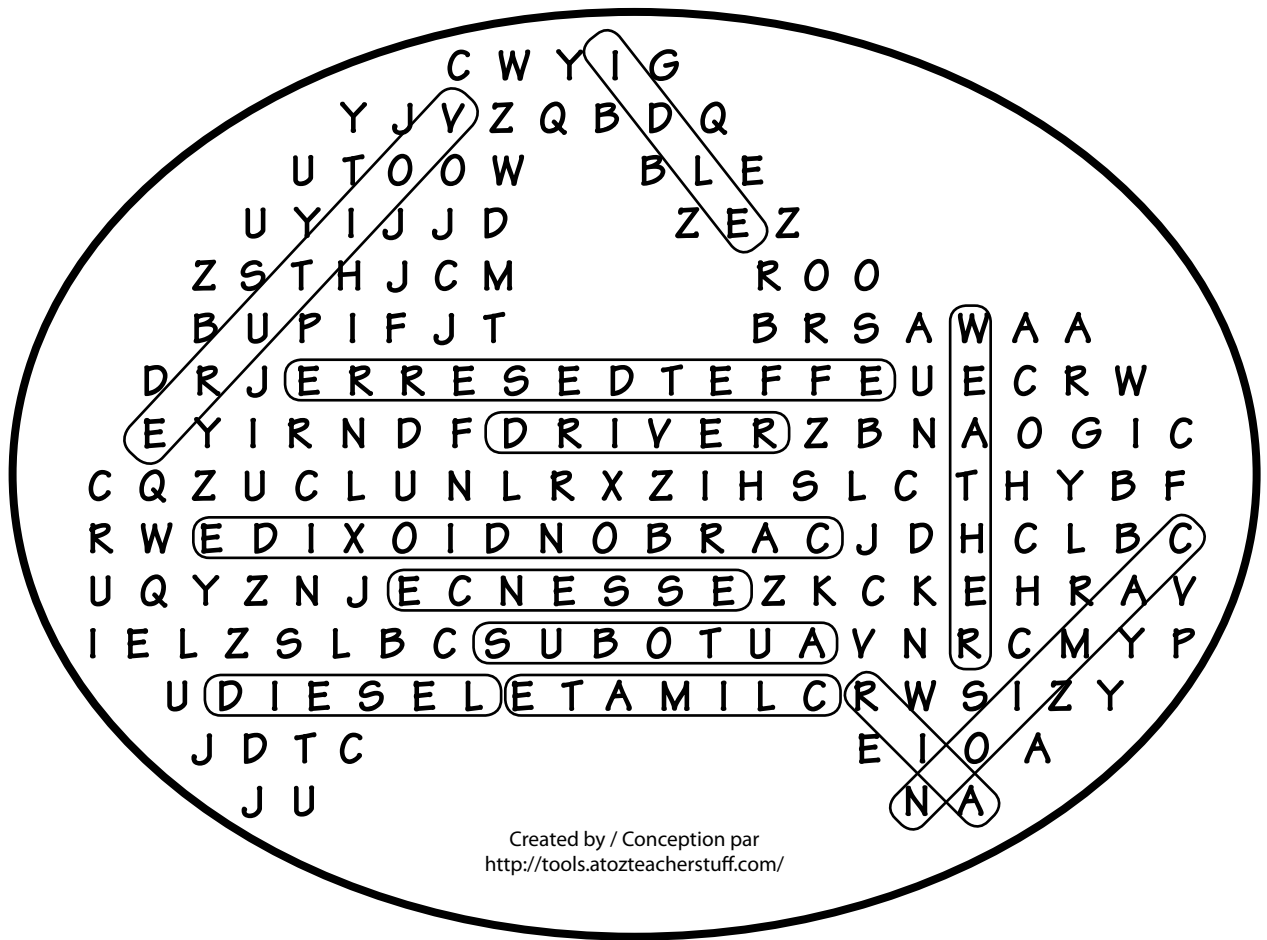 C W Y I G
Y J V Z Q B D Q
U T O O W B L E
U Y I J J D Z E Z
Z S T H J C M R O O
B U P I F J T B R S A W A A
D R J E R R E S E D T E F F E U E C R W
E Y I R N D F D R I V E R Z B N A O G I C
C Q Z U C L U N L R X Z I H S L C T H Y B F
R W E D I X O I D N O B R A C J D H C L B C
U Q Y Z N J E C N E S S E Z K C K E H R A V
I E L Z S L B C S U B O T U A V N R C M Y P
U D I E S E L E T A M I L C R W S I Z Y
J D T C E I O A
J U N A
Created by / Conception par
http://tools.atozteacherstuff.com/